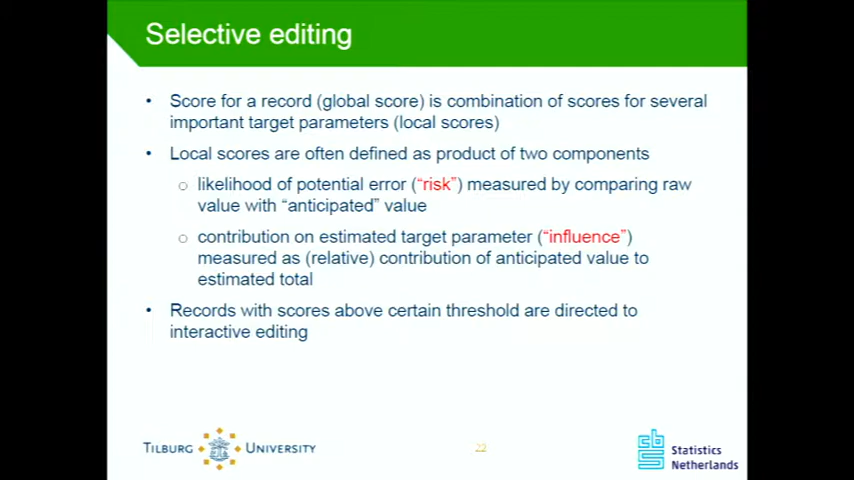 Selective editing
• Score for a record (global score) is combination of scores for several
important target parameters (local scores)
• Local scores are often defined as product of two components
○ likelihood of potential error (“risk”) measured by comparing raw
value with “anticipated” value
○ contribution on estimated target parameter (“influence”)
measured as (relative) contribution of anticipated value to
estimated total
• Records with scores above certain threshold are directed to
interactive editing
TILBURG UNIVERSITY
22
cbs
Statistics
Netherlands